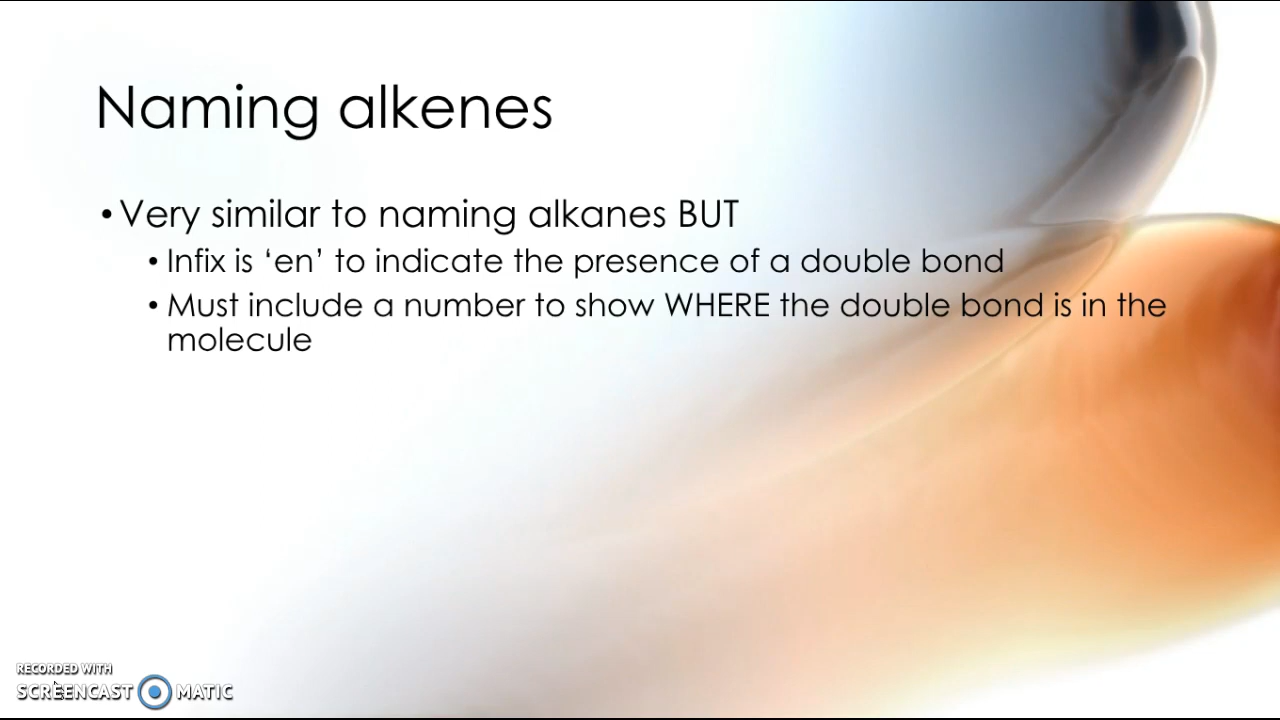 Naming alkenes
• Very similar to naming alkanes BUT
• Infix is ‘en’ to indicate the presence of a double bond
• Must include a number to show WHERE the double bond is in the
molecule
RECORDED WITH
SCREENCAST MATIC